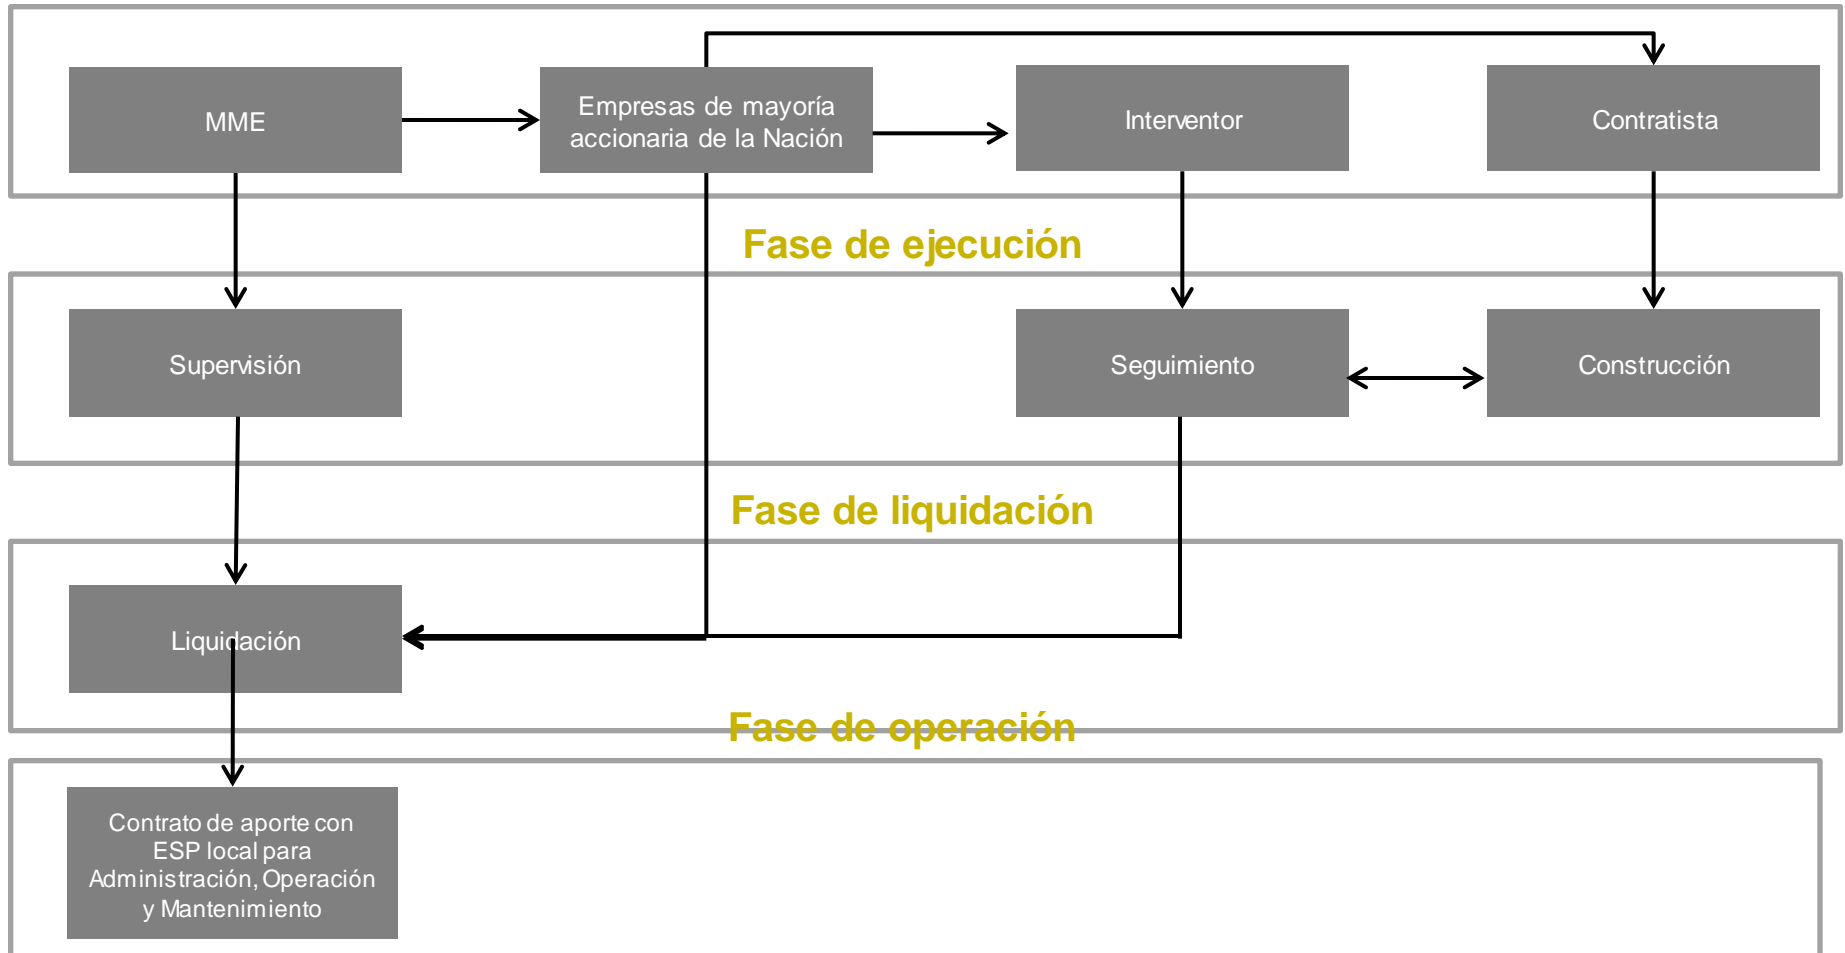 MME
Empresas de mayoría
accionaria de la Nación
Interventor
Contratista
Fase de ejecución
Supervisión
Seguimiento
Construcción
Fase de liquidación
Liquidación
Fase de operación
Contrato de aporte con
ESP local para
Administración, Operación
y Mantenimiento